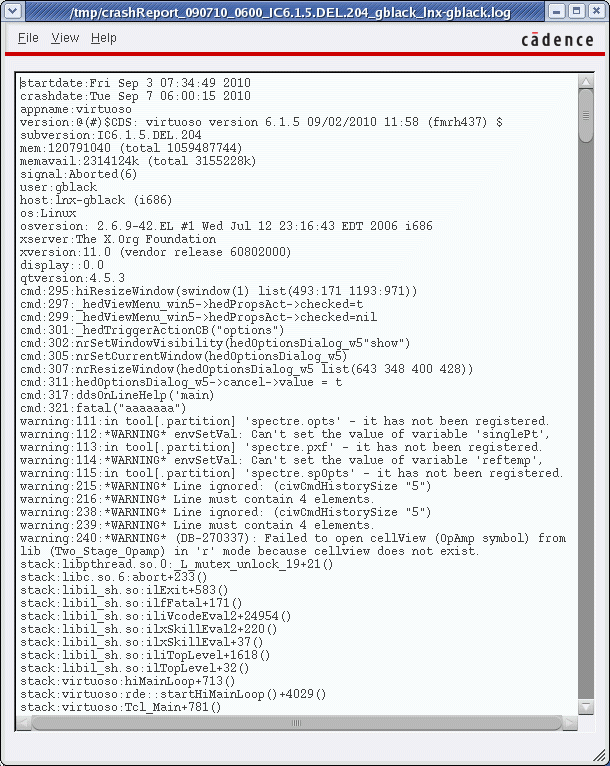 /tmp/crashReport_090710_0600_IC6.1.5.DEL.204_gblack_lnx-gblack.log
File View Help
cādence
startdate:Fri Sep 3 07:34:49 2010
crashdate:Tue Sep 7 06:00:15 2010
appname:virtuoso
version:@(#)$CDS: virtuoso version 6.1.5 09/02/2010 11:58 (fmrh437) $
subversion:IC6.1.5.DEL.204
mem:120791040 (total 1059487744)
memavail:2314124k (total 3155228k)
signal:Aborted(6)
user:gblack
host:lnx-gblack (i686)
os:Linux
osversion: 2.6.9-42.EL #1 Wed Jul 12 23:16:43 EDT 2006 i686
xserver:The X.Org Foundation
xversion:11.0 (vendor release 60802000)
display::0.0
qtversion:4.5.3
cmd:295:hiResizeWindow(swindow(1) list(493:171 1193:971))
cmd:297:_hedViewMenu_win5->hedPropsAct->checked=t
cmd:299:_hedViewMenu_win5->hedPropsAct->checked=nil
cmd:301:_hedTriggerActionCB("options")
cmd:302:nrSetWindowVisibility(hedOptionsDialog_w5"show")
cmd:305:nrSetCurrentWindow(hedOptionsDialog_w5)
cmd:307:nrResizeWindow(hedOptionsDialog_w5 list(643 348 400 428))
cmd:311:hedOptionsDialog_w5->cancel->value = t
cmd:317:ddsOnLineHelp('main)
cmd:321:fatal("aaaaaaa")
warning:111:in tool[.partition] 'spectre.opts' - it has not been registered.
warning:112:*WARNING* envSetVal: Can't set the value of variable 'singlePt',
warning:113:in tool[.partition] 'spectre.pxf' - it has not been registered.
warning:114:*WARNING* envSetVal: Can't set the value of variable 'reftemp',
warning:115:in tool[.partition] 'spectre.spOpts' - it has not been registered.
warning:215:*WARNING* Line ignored: (ciwCmdHistorySize "5")
warning:216:*WARNING* Line must contain 4 elements.
warning:238:*WARNING* Line ignored: (ciwCmdHistorySize "5")
warning:239:*WARNING* Line must contain 4 elements.
warning:240:*WARNING* (DB-270337): Failed to open cellView (OpAmp symbol) from
lib (Two_Stage_Opamp) in 'r' mode because cellview does not exist.
stack:libpthread.so.0:_L_mutex_unlock_19+21()
stack:libc.so.6:abort+233()
stack:libil_sh.so:ilExit+583()
stack:libil_sh.so:ilfFatal+171()
stack:libil_sh.so:iliVcodeEval2+24954()
stack:libil_sh.so:ilxSkillEval2+220()
stack:libil_sh.so:ilxSkillEval+37()
stack:libil_sh.so:iliTopLevel+1618()
stack:libil_sh.so:ilTopLevel+32()
stack:virtuoso:hiMainLoop+713()
stack:virtuoso:rde::startHiMainLoop()+4029()
stack:virtuoso:Tcl_Main+781()